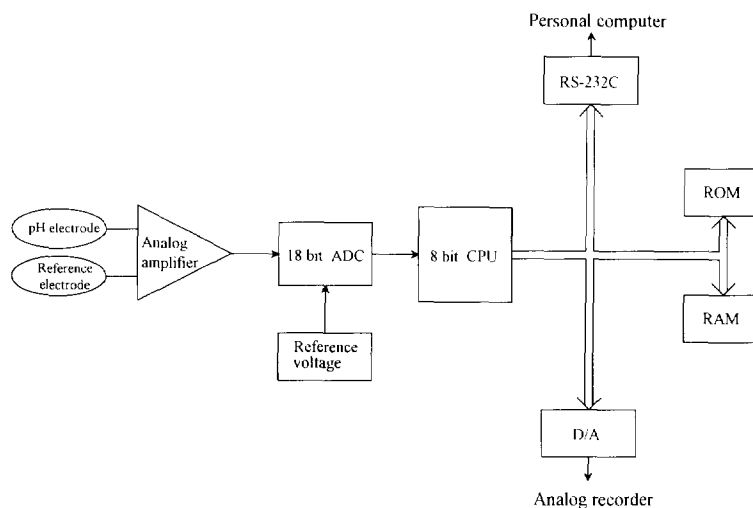 Personal computer
RS-232C
ROM
pH electrode
Analog
amplifier
18 bit ADC
8 bit CPU
Reference
electrode
RAM
Reference
voltage
D/A
Analog recorder